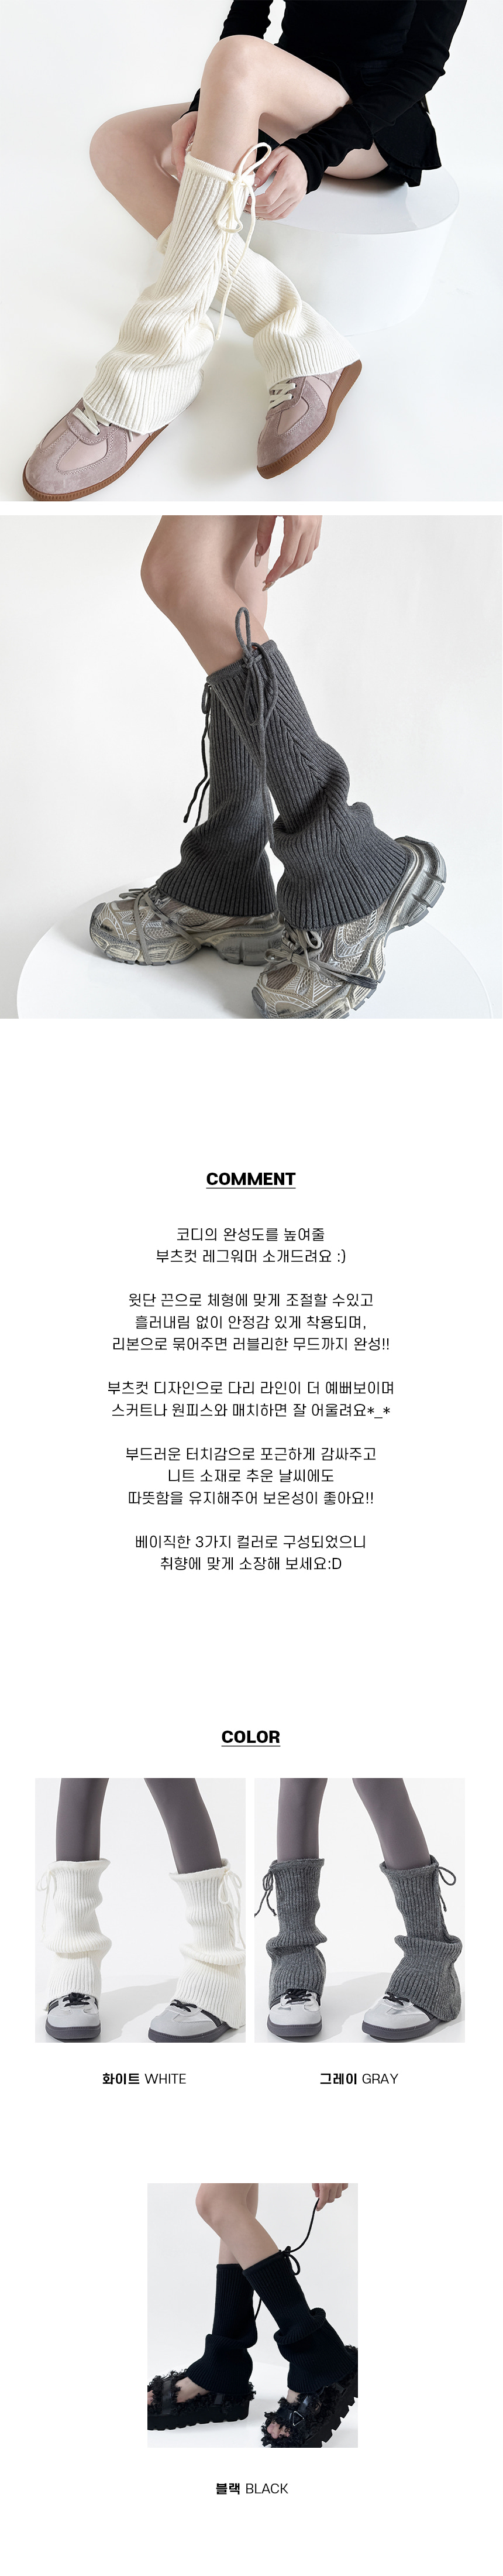 COMMENT
코디의 완성도를 높여줄
부츠컷 레그워머 소개드려요 :)
윗단 끈으로 체형에 맞게 조절할 수있고
흘러내림 없이 안정감 있게 착용되며,
리본으로 묶어주면 러블리한 무드까지 완성!!
부츠컷 디자인으로 다리 라인이 더 예뻐보이며
스커트나 원피스와 매치하면 잘 어울려요*_*
부드러운 터치감으로 포근하게 감싸주고
니트 소재로 추운 날씨에도
따뜻함을 유지해주어 보온성이 좋아요!!
베이직한 3가지 컬러로 구성되었으니
취향에 맞게 소장해 보세요:D
COLOR
화이트 WHITE
그레이 GRAY
블랙 BLACK